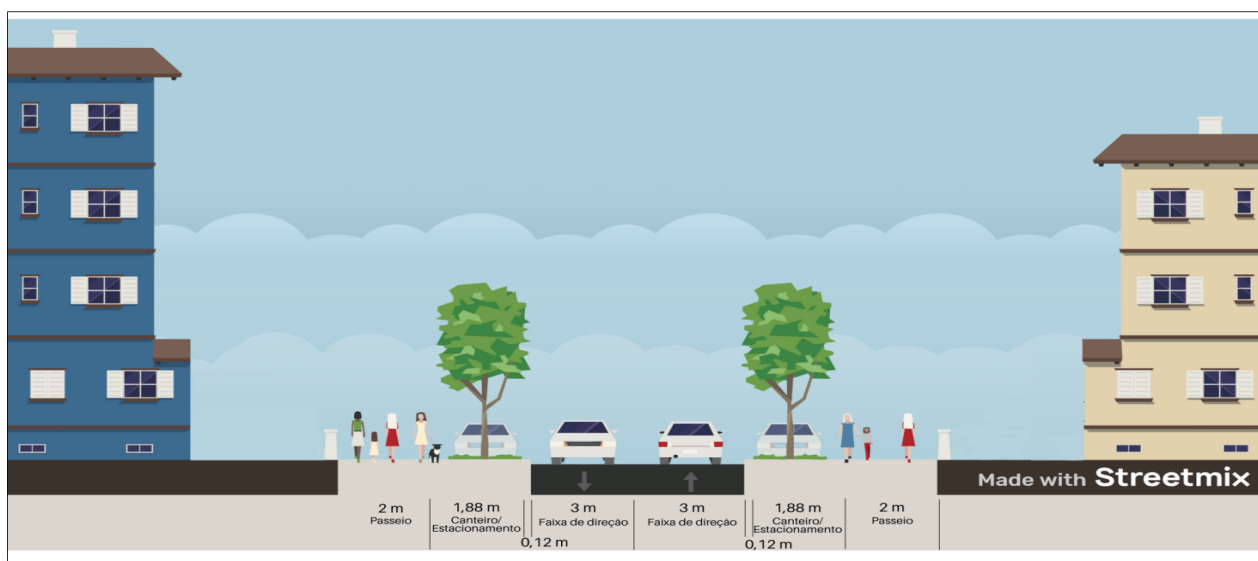 Made with Streetmix
2 m
Passeio
1,88 m
Canteiro/
Estacionamento
0,12 m
3 m
Faixa de direção
3 m
Faixa de direção
0,12 m
1,88 m
Canteiro/
Estacionamento
2 m
Passeio